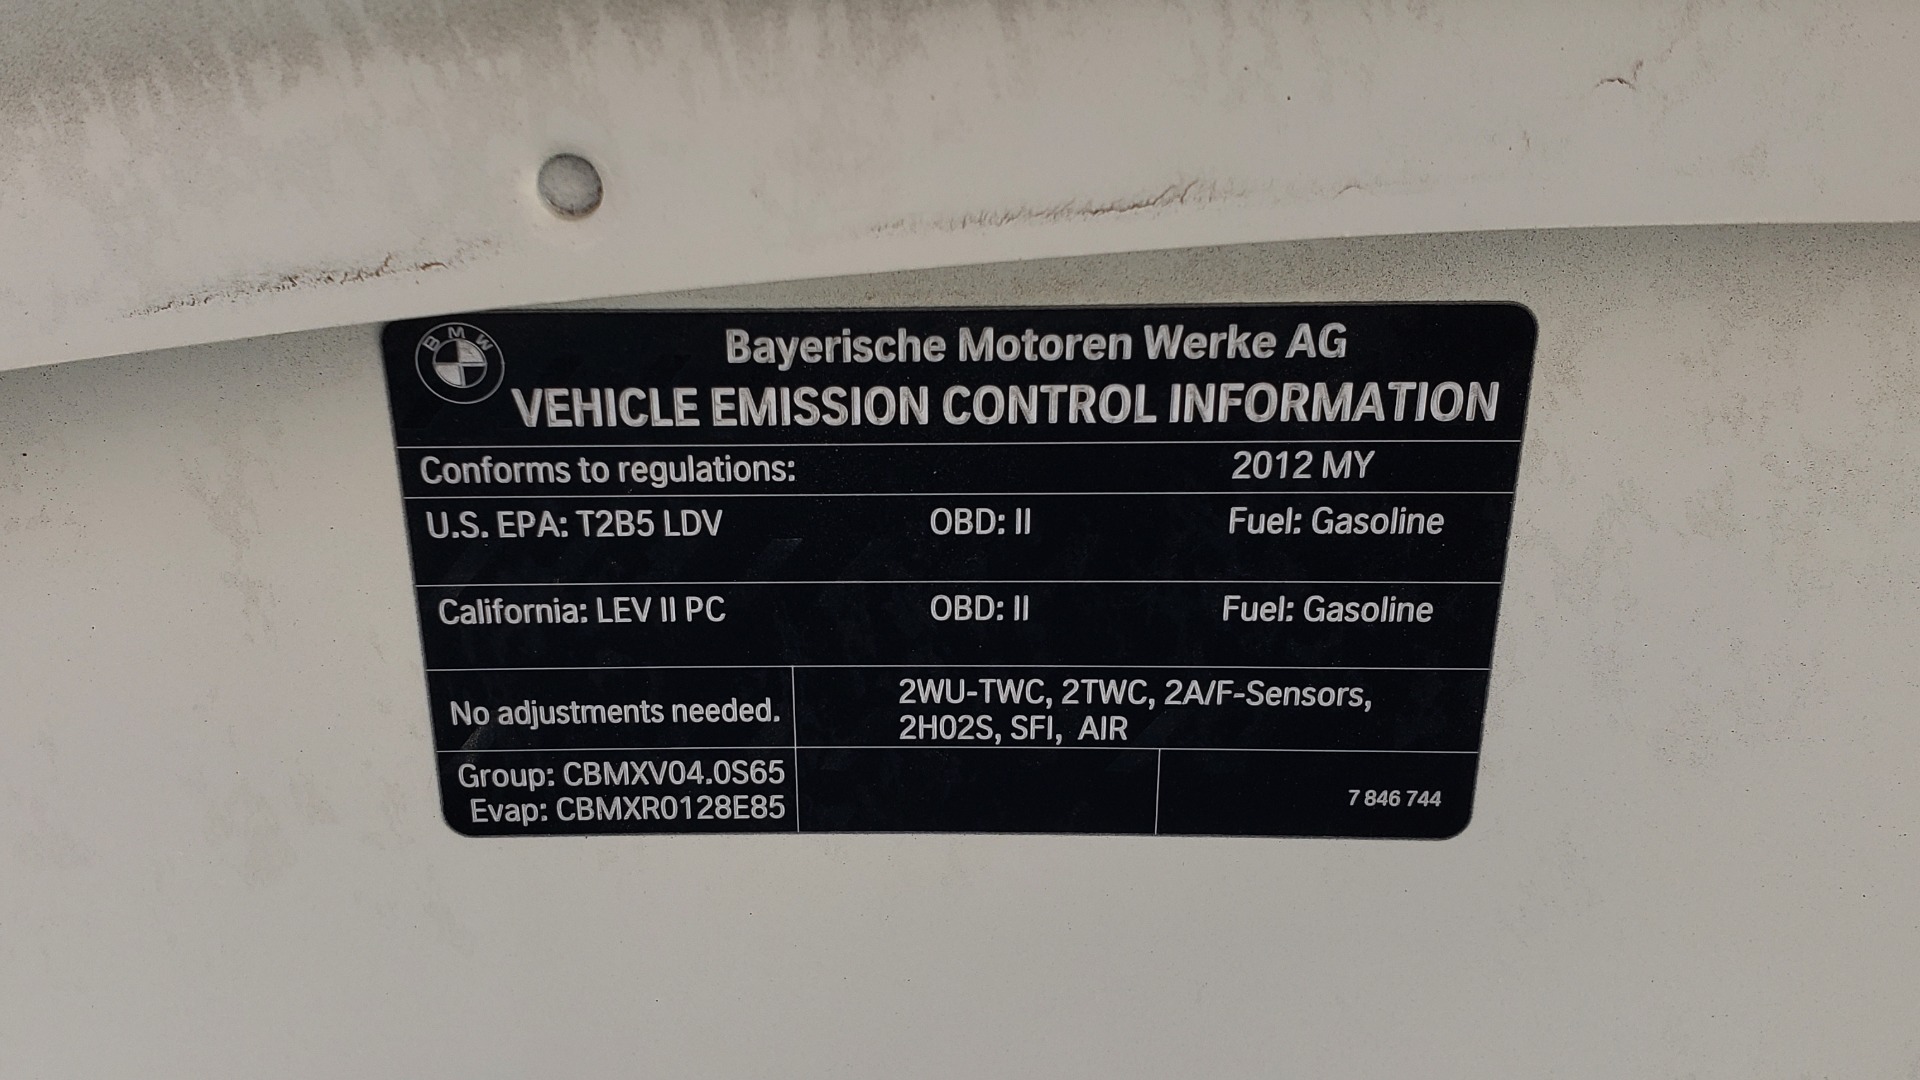 BMW
Bayerische Motoren Werke AG
VEHICLE EMISSION CONTROL INFORMATION
Conforms to regulations: 2012 MY
U.S. EPA: T2B5 LDV OBD: II Fuel: Gasoline
California: LEV II PC OBD: II Fuel: Gasoline
No adjustments needed.
2WU-TWC, 2TWC, 2A/F-Sensors,
2H02S, SFI, AIR
Group: CBMXV04.0S65
Evap: CBMXR0128E85
7 846 744